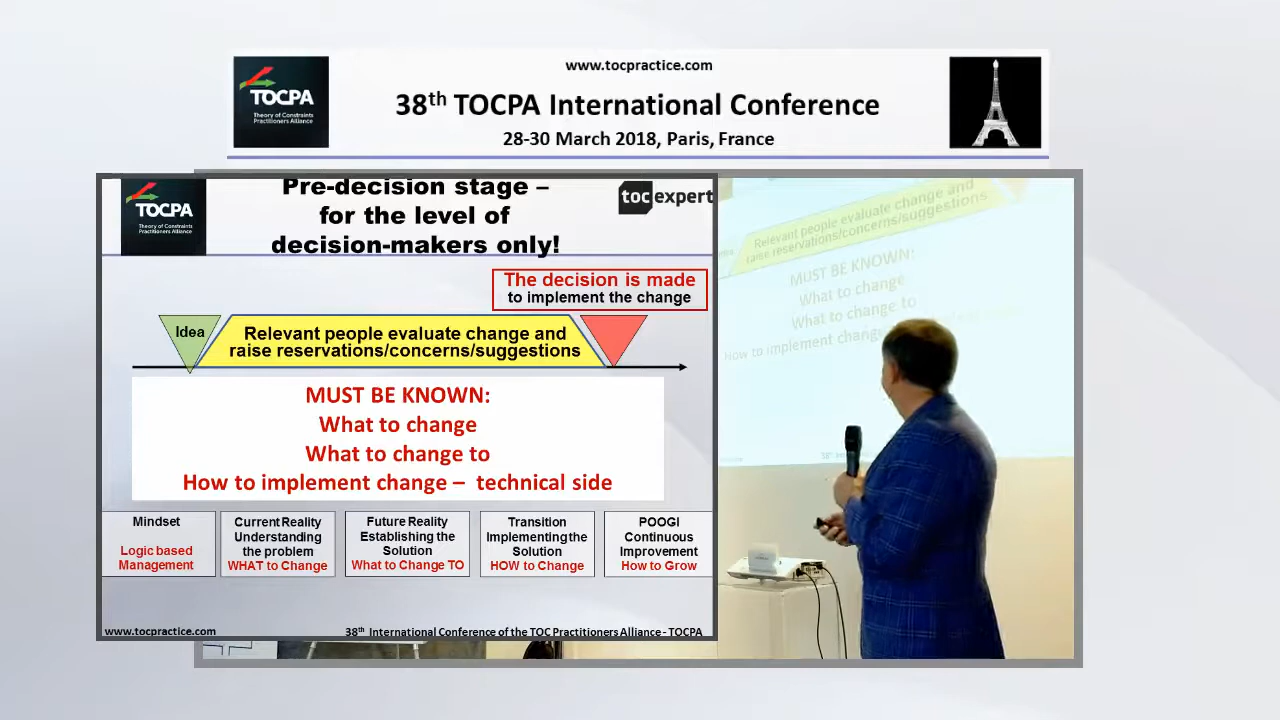 www.tocpractice.com
TOCPA
Theory of Constraints
Practitioners Alliance
38th TOCPA International Conference
28-30 March 2018, Paris, France
TOCPA
Theory of Constraints
Practitioners Alliance
Pre-decision stage –
for the level of
decision-makers only!
toc expert
The decision is made
to implement the change
Idea
Relevant people evaluate change and
raise reservations/concerns/suggestions
MUST BE KNOWN:
What to change
What to change to
How to implement change – technical side
Mindset
Logic based
Management
Current Reality
Understanding
the problem
WHAT to Change
Future Reality
Establishing the
Solution
What to Change TO
Transition
Implementing the
Solution
HOW to Change
POOGI
Continuous
Improvement
How to Grow
www.tocpractice.com
38th International Conference of the TOC Practitioners Alliance - TOCPA
Relevant people evaluate change and
raise reservations/concerns/suggestions
MUST BE KNOWN:
What to change
What to change to
How to implement change
38th